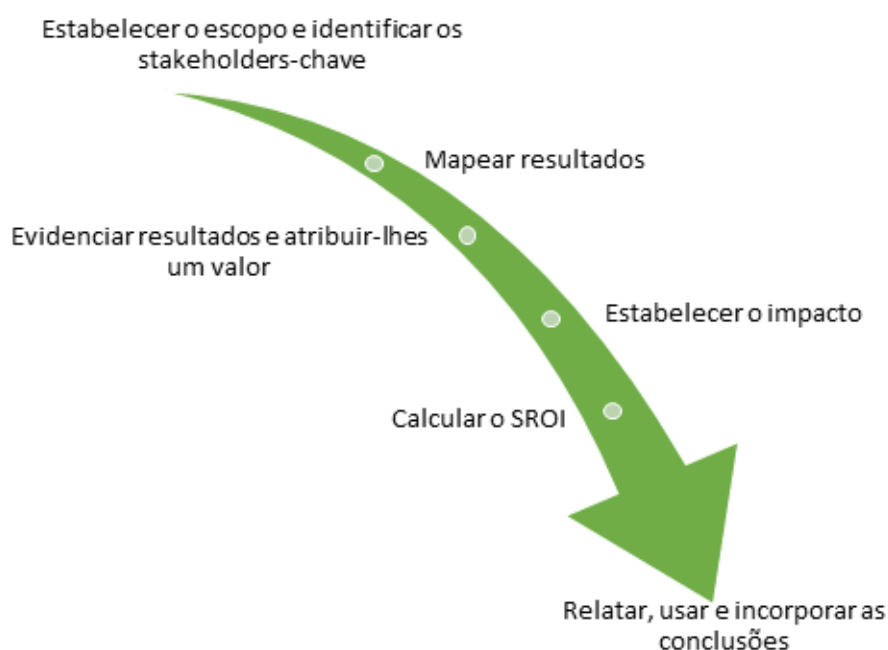 Estabelecer o escopo e identificar os
stakeholders-chave
Mapear resultados
Evidenciar resultados e atribuir-lhes
um valor
Estabelecer o impacto
Calcular o SROI
Relatar, usar e incorporar as
conclusões